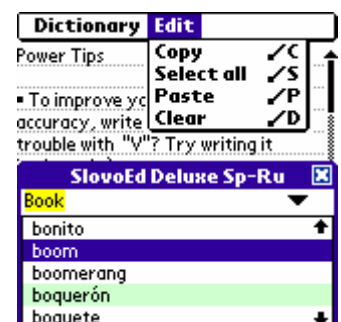 Dictionary Edit
Power Tips
Copy /C
Select all /S
Paste /P
Clear /D
• To improve yo
accuracy, write
trouble with "V"? Try writing it
SlovoEd Deluxe Sp-Ru
Book
bonito
boom
boomerang
boquerón
boquete